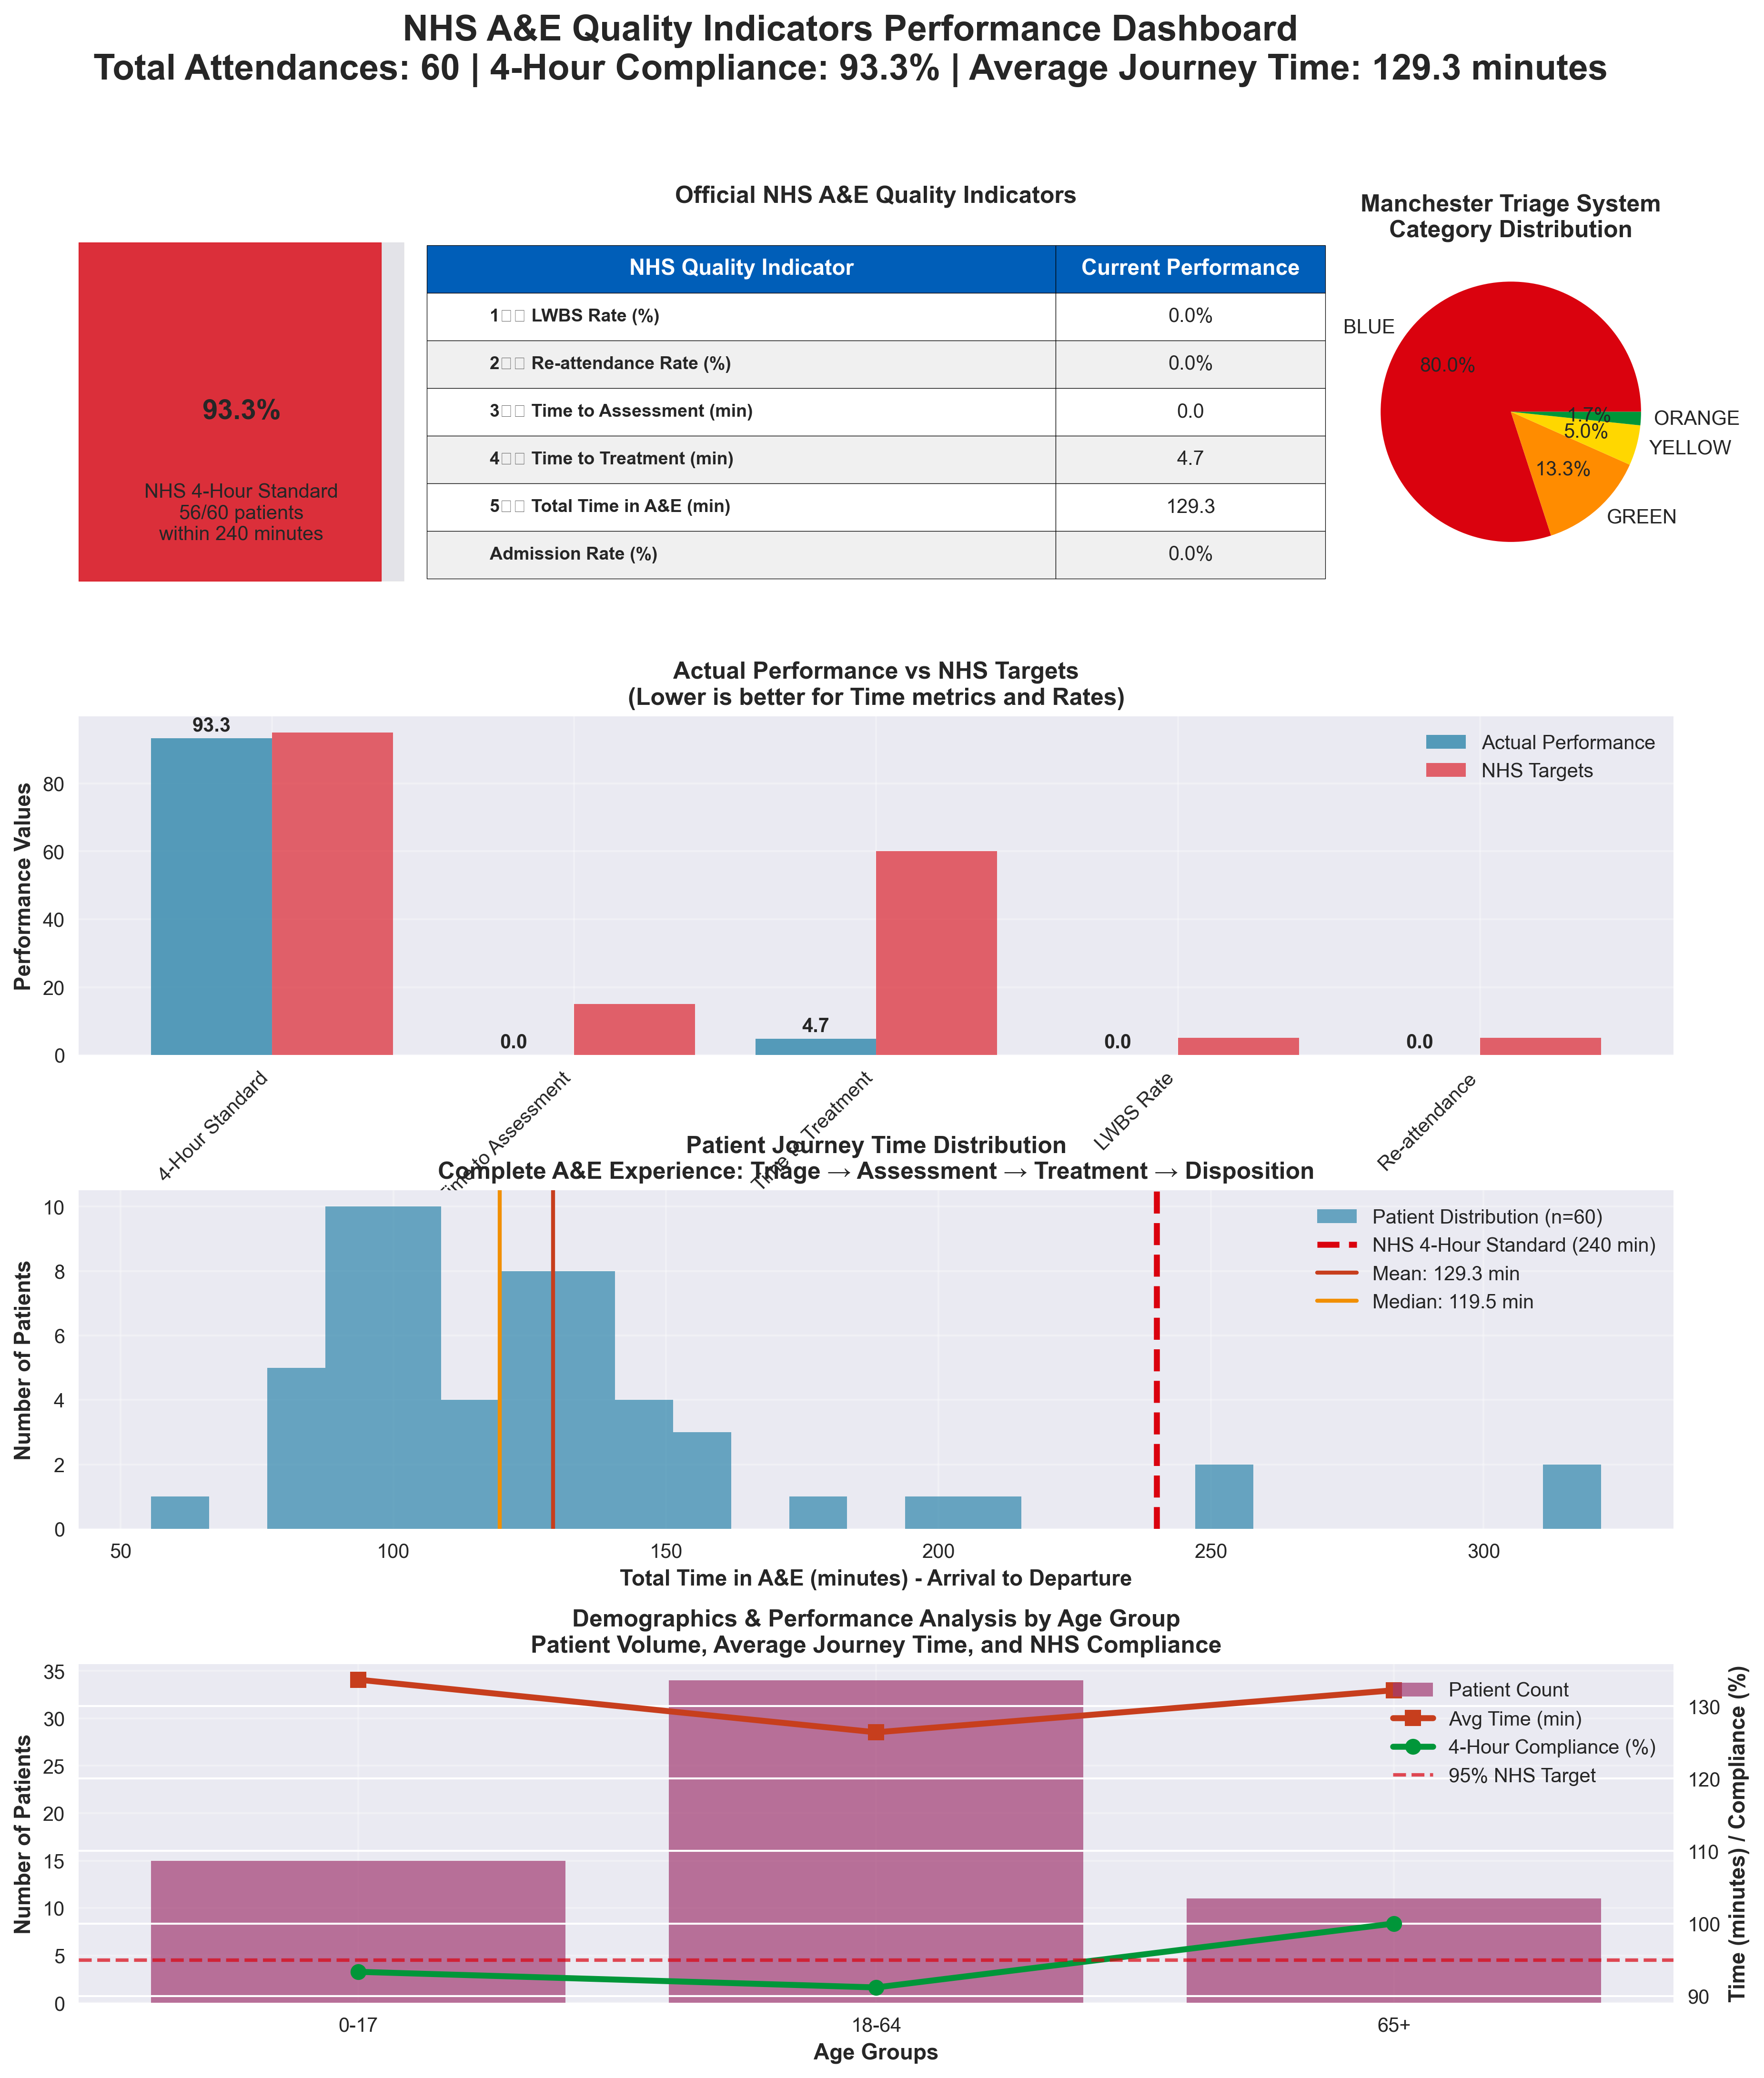 NHS A&E Quality Indicators Performance Dashboard
Total Attendances: 60 | 4-Hour Compliance: 93.3% | Average Journey Time: 129.3 minutes
93.3%
NHS 4-Hour Standard
56/60 patients
within 240 minutes
Official NHS A&E Quality Indicators
NHS Quality Indicator Current Performance
1 LWBS Rate (%) 0.0%
2 Re-attendance Rate (%) 0.0%
3 Time to Assessment (min) 0.0
4 Time to Treatment (min) 4.7
5 Total Time in A&E (min) 129.3
Admission Rate (%) 0.0%
Manchester Triage System
Category Distribution
BLUE
80.0%
1.7%
ORANGE
5.0%
YELLOW
13.3%
GREEN
Actual Performance vs NHS Targets
(Lower is better for Time metrics and Rates)
Performance Values
80
60
40
20
0
93.3
0.0
4.7
0.0
0.0
Actual Performance
NHS Targets
4-Hour Standard
Time to Assessment
Time to Treatment
LWBS Rate
Re-attendance
Patient Journey Time Distribution
Complete A&E Experience: Triage → Assessment → Treatment → Disposition
Number of Patients
10
8
6
4
2
0
Patient Distribution (n=60)
NHS 4-Hour Standard (240 min)
Mean: 129.3 min
Median: 119.5 min
50 100 150 200 250 300
Total Time in A&E (minutes) - Arrival to Departure
Demographics & Performance Analysis by Age Group
Patient Volume, Average Journey Time, and NHS Compliance
Number of Patients
35
30
25
20
15
10
5
0
Patient Count
Avg Time (min)
4-Hour Compliance (%)
95% NHS Target
130
120
110
100
90
Time (minutes) / Compliance (%)
0-17 18-64 65+
Age Groups